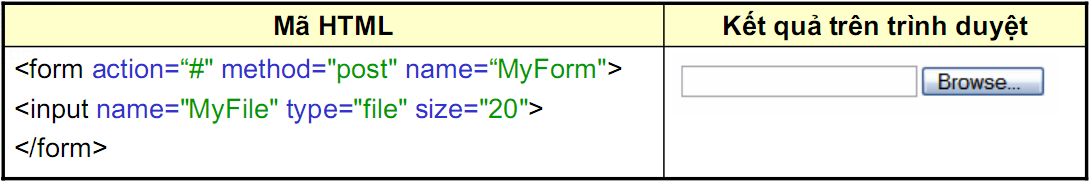 Mã HTML
Kết quả trên trình duyệt
<form action=“#" method="post" name=“MyForm">
<input name="MyFile" type="file" size="20">
</form>
Browse...